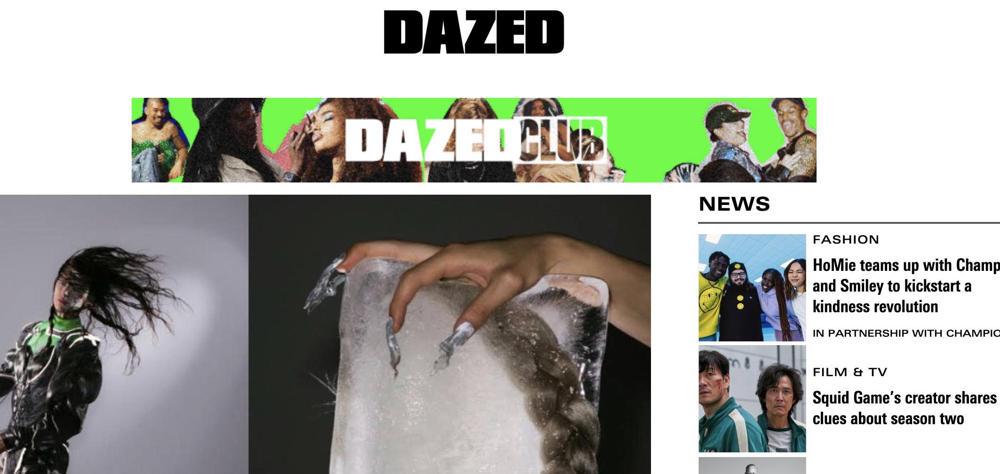 DAZED
DAZEDCLUB
NEWS
FASHION
HoMie teams up with Champ
and Smiley to kickstart a
kindness revolution
IN PARTNERSHIP WITH CHAMPIO
FILM & TV
Squid Game's creator shares
clues about season two